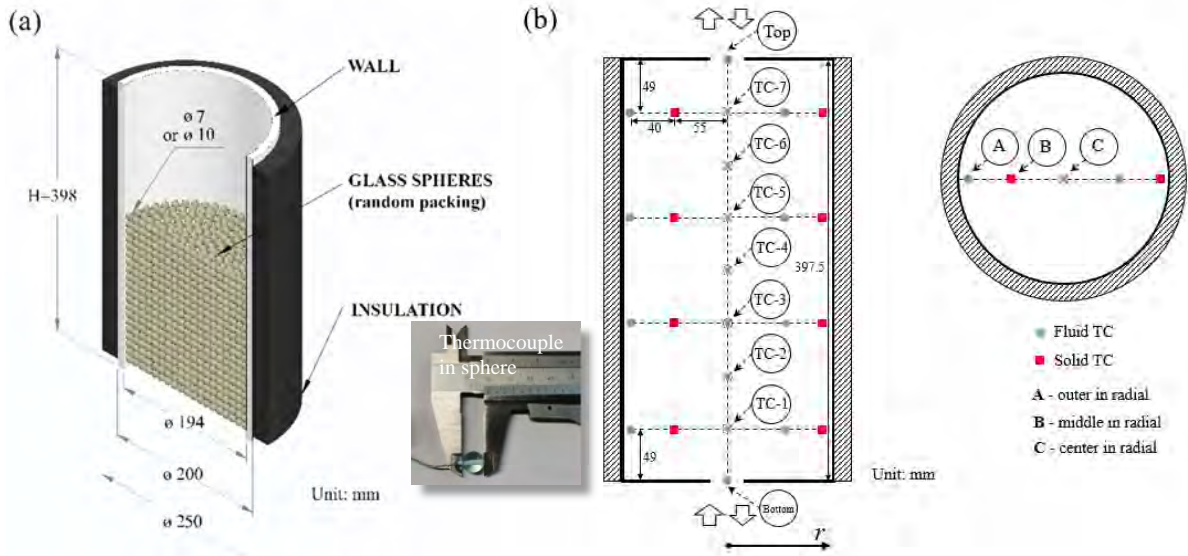 (a)
WALL
ø 7
or ø 10
H=398
GLASS SPHERES
(random packing)
INSULATION
ø 194
ø 200
ø 250
Unit: mm
Thermocouple
in sphere
(b)
Top
49
TC-7
40
55
TC-6
TC-5
TC-4
397.5
TC-3
TC-2
TC-1
49
Unit: mm
Bottom
r
A
B
C
Fluid TC
Solid TC
A - outer in radial
B - middle in radial
C - center in radial